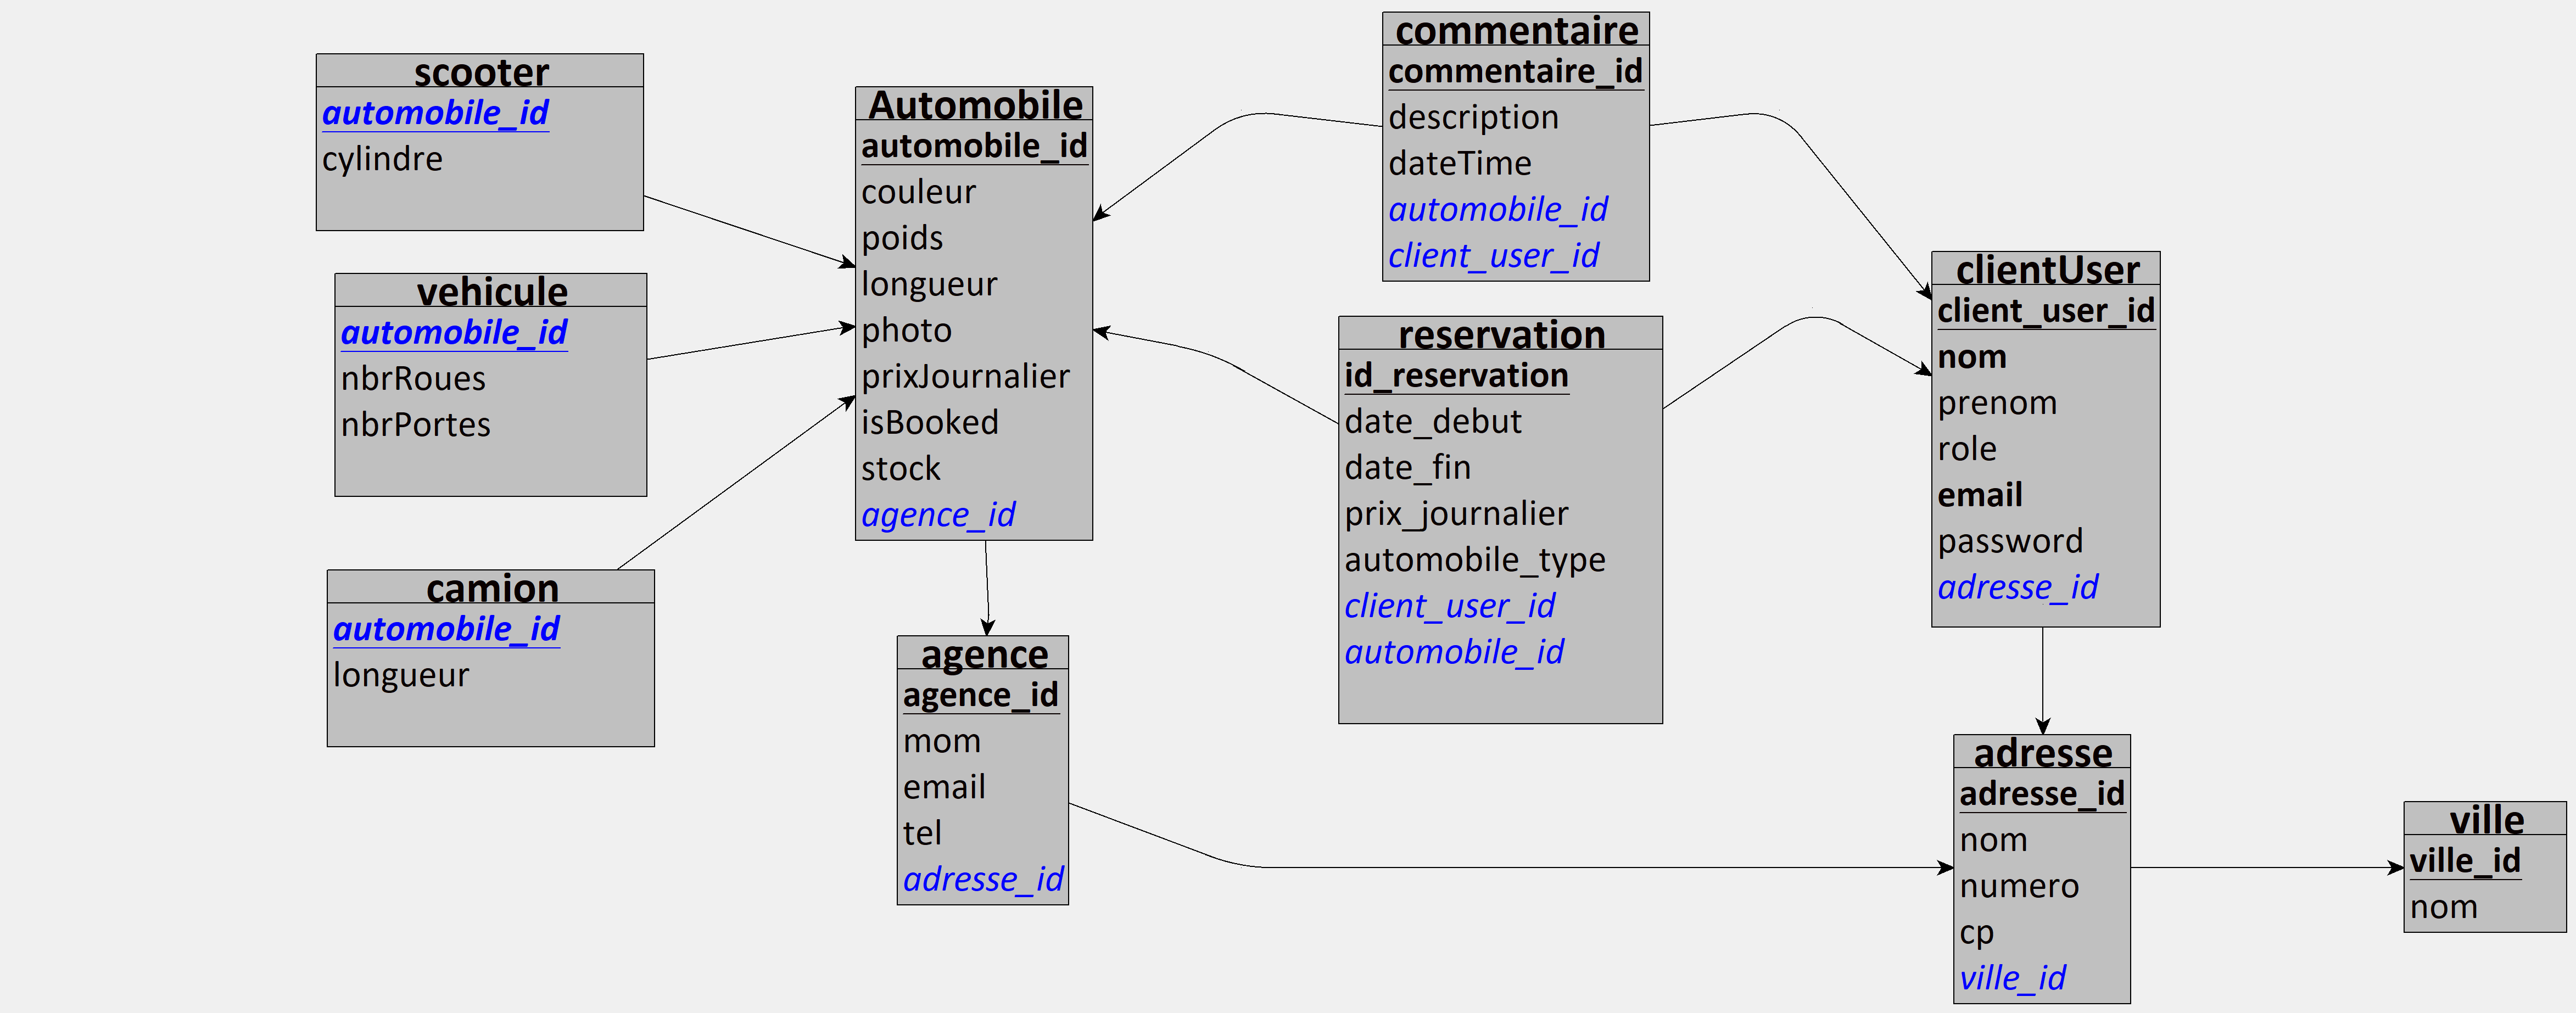 scooter
automobile_id
cylindre
vehicule
automobile_id
nbrRoues
nbrPortes
camion
automobile_id
longueur
Automobile
automobile_id
couleur
poids
longueur
photo
prixJournalier
isBooked
stock
agence_id
agence
agence_id
mom
email
tel
adresse_id
commentaire
commentaire_id
description
dateTime
automobile_id
client_user_id
reservation
id_reservation
date_debut
date_fin
prix_journalier
automobile_type
client_user_id
automobile_id
clientUser
client_user_id
nom
prenom
role
email
password
adresse_id
adresse
adresse_id
nom
numero
cp
ville_id
ville
ville_id
nom